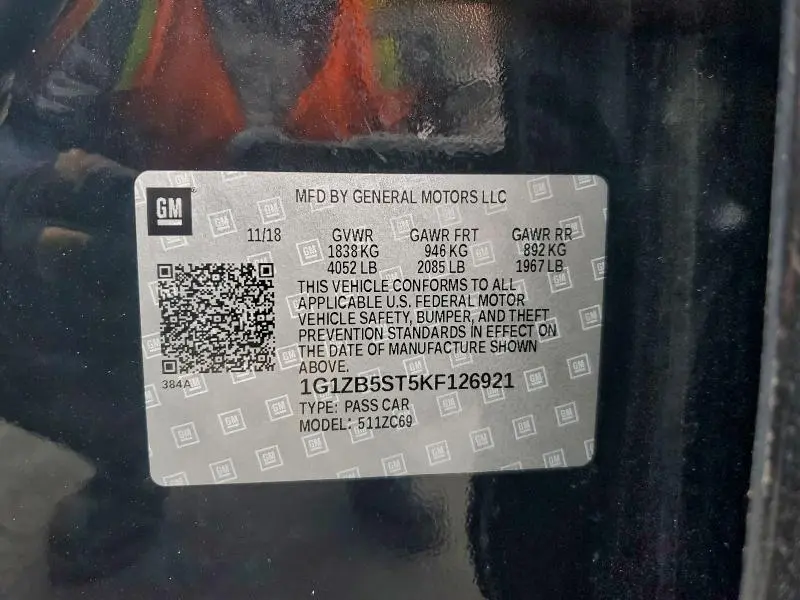 GM
MFD BY GENERAL MOTORS LLC
11/18 GVWR GAWR FRT GAWR RR
1838 KG 946 KG 892 KG
4052 LB 2085 LB 1967 LB
THIS VEHICLE CONFORMS TO ALL
APPLICABLE U.S. FEDERAL MOTOR
VEHICLE SAFETY, BUMPER, AND THEFT
PREVENTION STANDARDS IN EFFECT ON
THE DATE OF MANUFACTURE SHOWN
ABOVE.
384A
1G1ZB5ST5KF126921
TYPE: PASS CAR
MODEL: 511ZC69